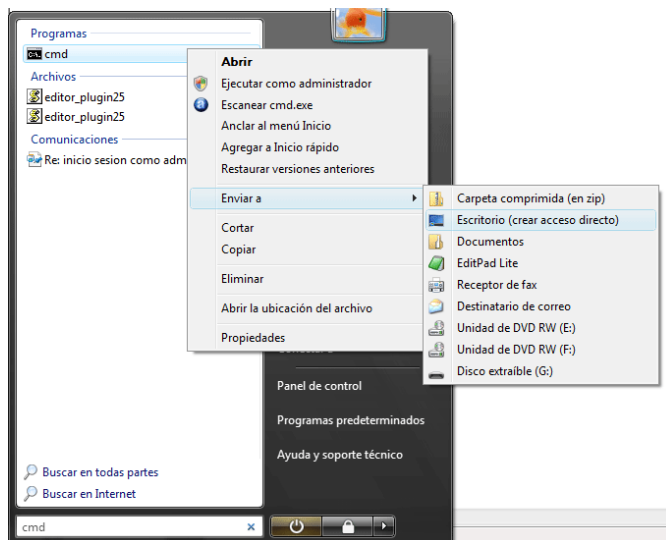 Programas
cmd
Archivos
editor_plugin25
editor_plugin25
Comunicaciones
Re: inicio sesion como adm
Abrir
Ejecutar como administrador
Escanear cmd.exe
Anclar al menú Inicio
Agregar a Inicio rápido
Restaurar versiones anteriores
Enviar a
Cortar
Copiar
Eliminar
Abrir la ubicación del archivo
Propiedades
Carpeta comprimida (en zip)
Escritorio (crear acceso directo)
Documentos
EditPad Lite
Receptor de fax
Destinatario de correo
Unidad de DVD RW (E:)
Unidad de DVD RW (F:)
Disco extraíble (G:)
Panel de control
Programas predeterminados
Ayuda y soporte técnico
Buscar en todas partes
Buscar en Internet
cmd